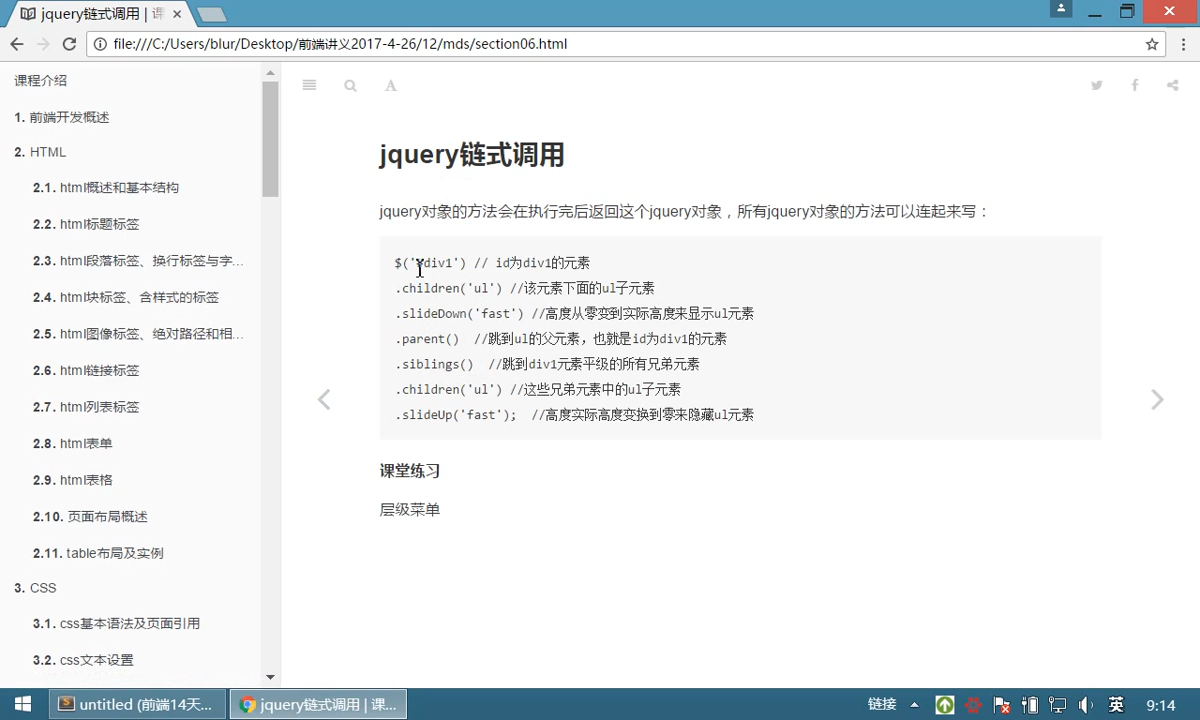 jquery链式调用 | 课
file:///C:/Users/blur/Desktop/前端讲义2017-4-26/12/mds/section06.html
课程介绍
1. 前端开发概述
2. HTML
2.1. html概述和基本结构
2.2. html标题标签
2.3. html段落标签、换行标签与字...
2.4. html块标签、含样式的标签
2.5. html图像标签、绝对路径和相...
2.6. html链接标签
2.7. html列表标签
2.8. html表单
2.9. html表格
2.10. 页面布局概述
2.11. table布局及实例
3. CSS
3.1. css基本语法及页面引用
3.2. css文本设置
A
jquery链式调用
jquery对象的方法会在执行完后返回这个jquery对象，所有jquery对象的方法可以连起来写：
$('#div1') // id为div1的元素
.children('ul') //该元素下面的ul子元素
.slideDown('fast') //高度从零变到实际高度来显示ul元素
.parent()  //跳到ul的父元素，也就是id为div1的元素
.siblings()  //跳到div1元素平级的所有兄弟元素
.children('ul') //这些兄弟元素中的ul子元素
.slideUp('fast');  //高度实际高度变换到零来隐藏ul元素
课堂练习
层级菜单
untitled (前端14天...
jquery链式调用 | 课...
链接
英
9:14